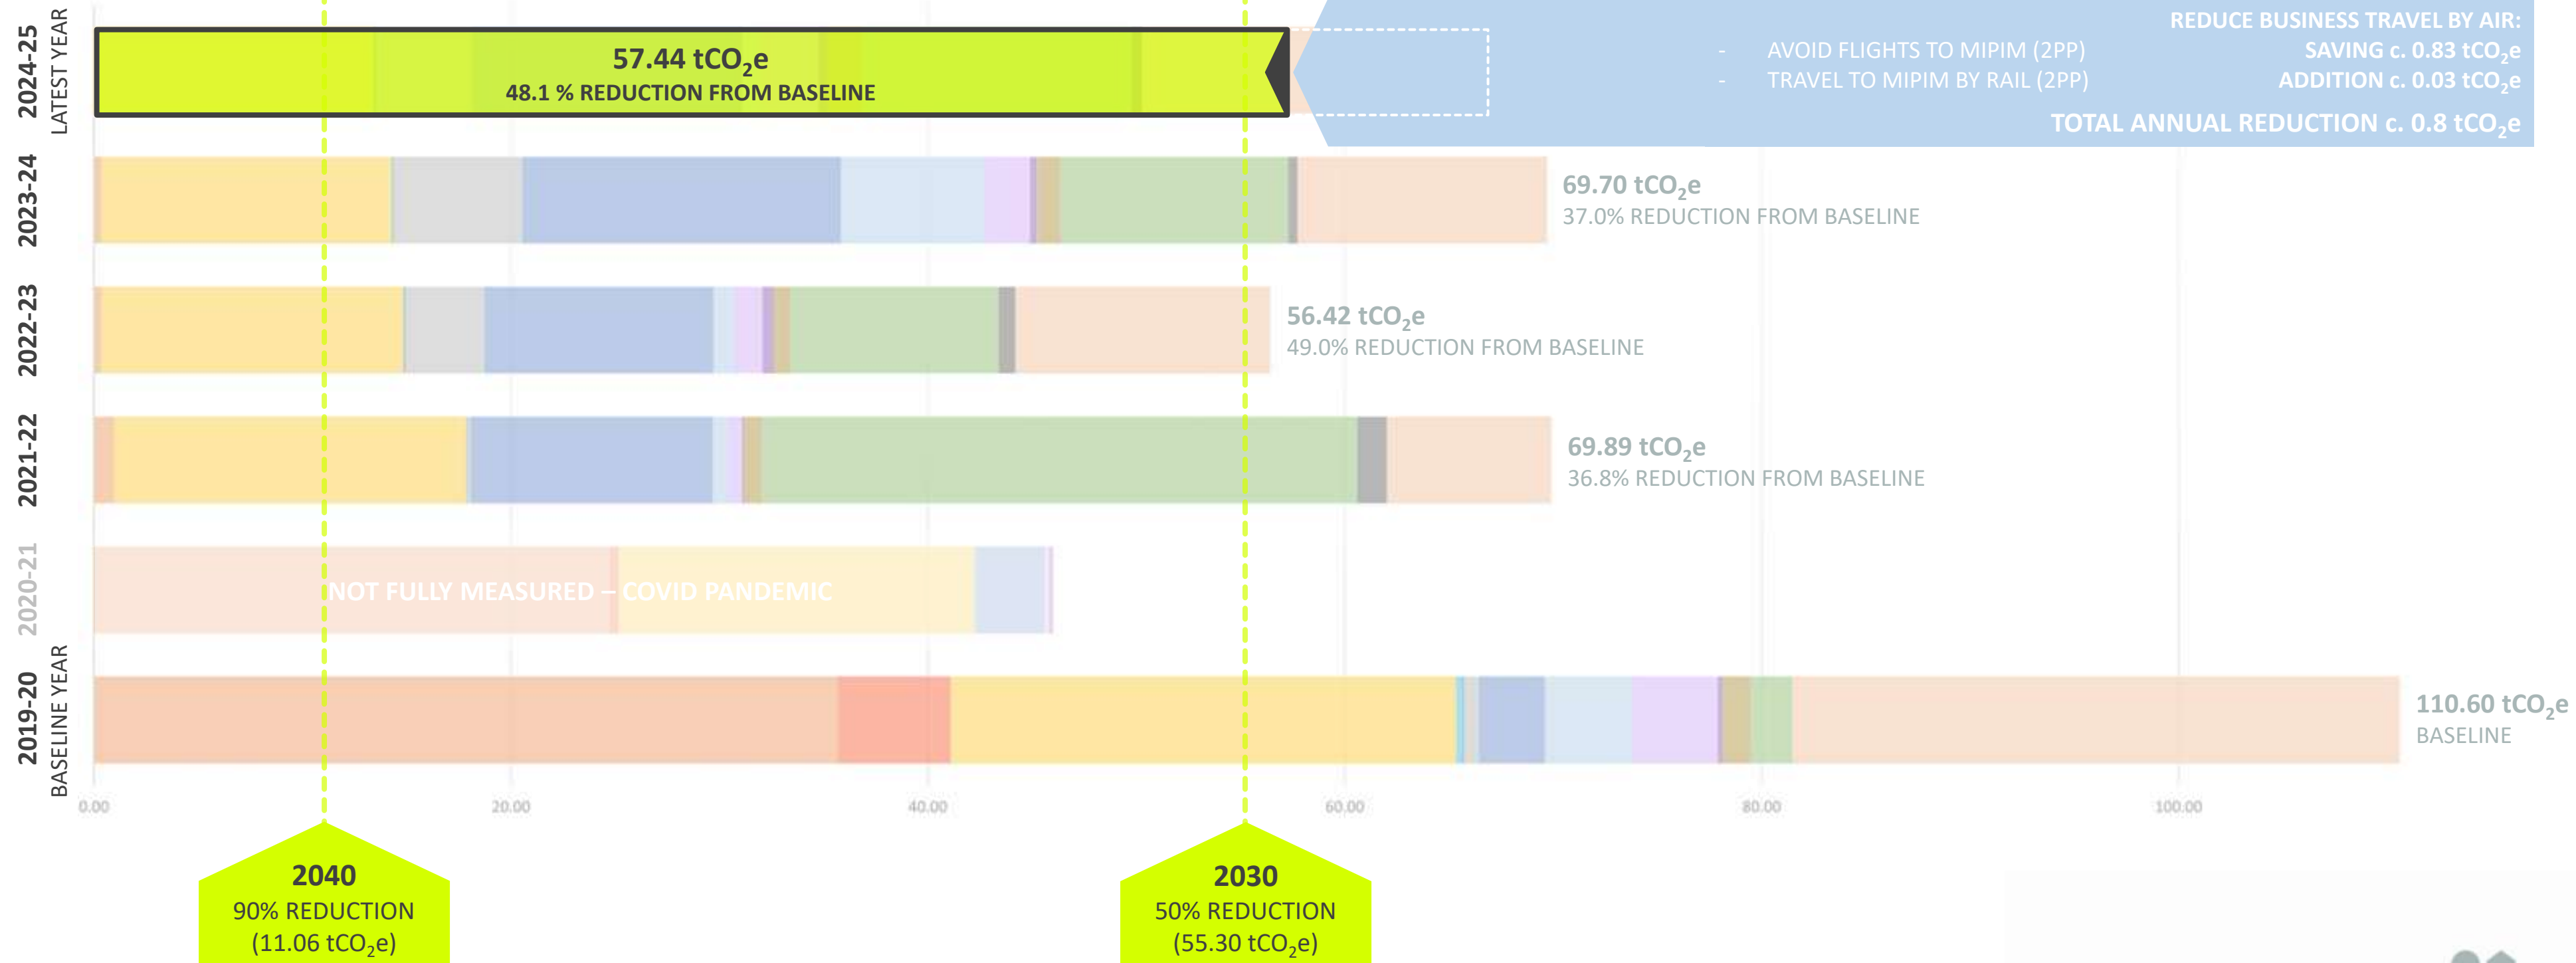 2024-25
LATEST YEAR
57.44 tCO₂e
48.1 % REDUCTION FROM BASELINE
REDUCE BUSINESS TRAVEL BY AIR:
- AVOID FLIGHTS TO MIPIM (2PP) SAVING c. 0.83 tCO₂e
- TRAVEL TO MIPIM BY RAIL (2PP) ADDITION c. 0.03 tCO₂e
TOTAL ANNUAL REDUCTION c. 0.8 tCO₂e
2023-24
69.70 tCO₂e
37.0% REDUCTION FROM BASELINE
2022-23
56.42 tCO₂e
49.0% REDUCTION FROM BASELINE
2021-22
69.89 tCO₂e
36.8% REDUCTION FROM BASELINE
2020-21
NOT FULLY MEASURED – COVID PANDEMIC
2019-20
BASELINE YEAR
110.60 tCO₂e
BASELINE
0.00 20.00 40.00 60.00 80.00 100.00
2040
90% REDUCTION
(11.06 tCO₂e)
2030
50% REDUCTION
(55.30 tCO₂e)